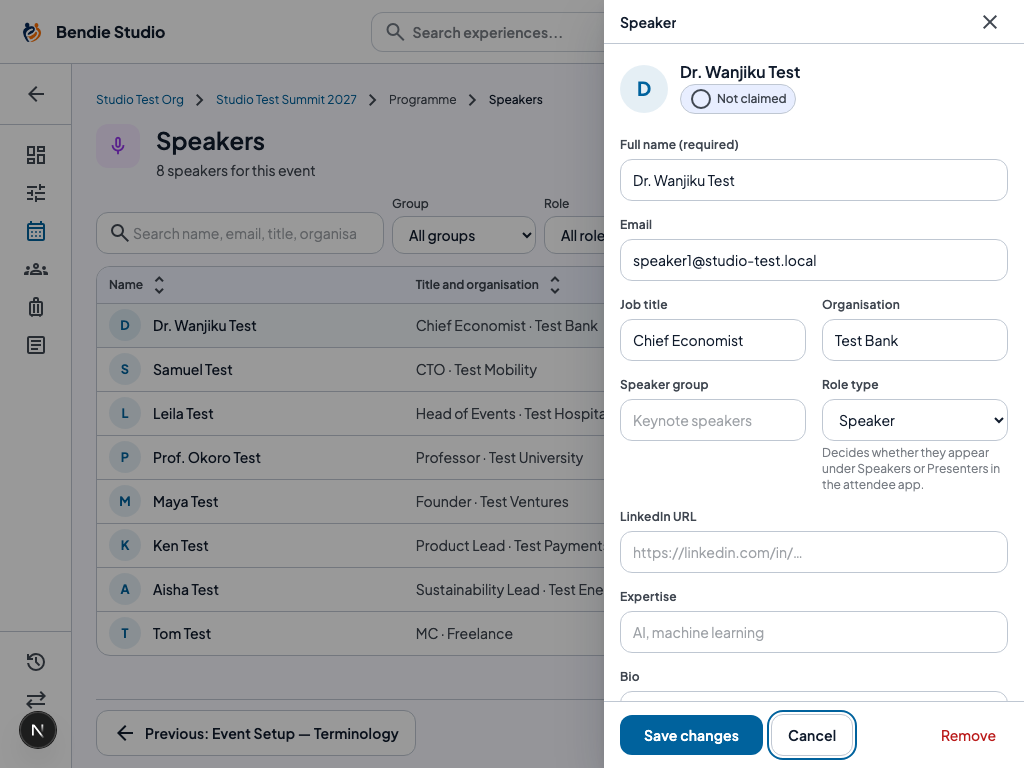 Bendie Studio
Search experiences...
Studio Test Org
Studio Test Summit 2027
Programme
Speakers
Speakers
8 speakers for this event
Search name, email, title, organisa
Group
All groups
Role
All role
Name
Title and organisation
D
Dr. Wanjiku Test
Chief Economist · Test Bank
S
Samuel Test
CTO · Test Mobility
L
Leila Test
Head of Events · Test Hospita
P
Prof. Okoro Test
Professor · Test University
M
Maya Test
Founder · Test Ventures
K
Ken Test
Product Lead · Test Payment
A
Aisha Test
Sustainability Lead · Test Ene
T
Tom Test
MC · Freelance
N
Previous: Event Setup — Terminology
Speaker
D
Dr. Wanjiku Test
Not claimed
Full name (required)
Dr. Wanjiku Test
Email
speaker1@studio-test.local
Job title
Organisation
Chief Economist
Test Bank
Speaker group
Role type
Keynote speakers
Speaker
Decides whether they appear
under Speakers or Presenters in
the attendee app.
LinkedIn URL
https://linkedin.com/in/…
Expertise
AI, machine learning
Bio
Save changes
Cancel
Remove